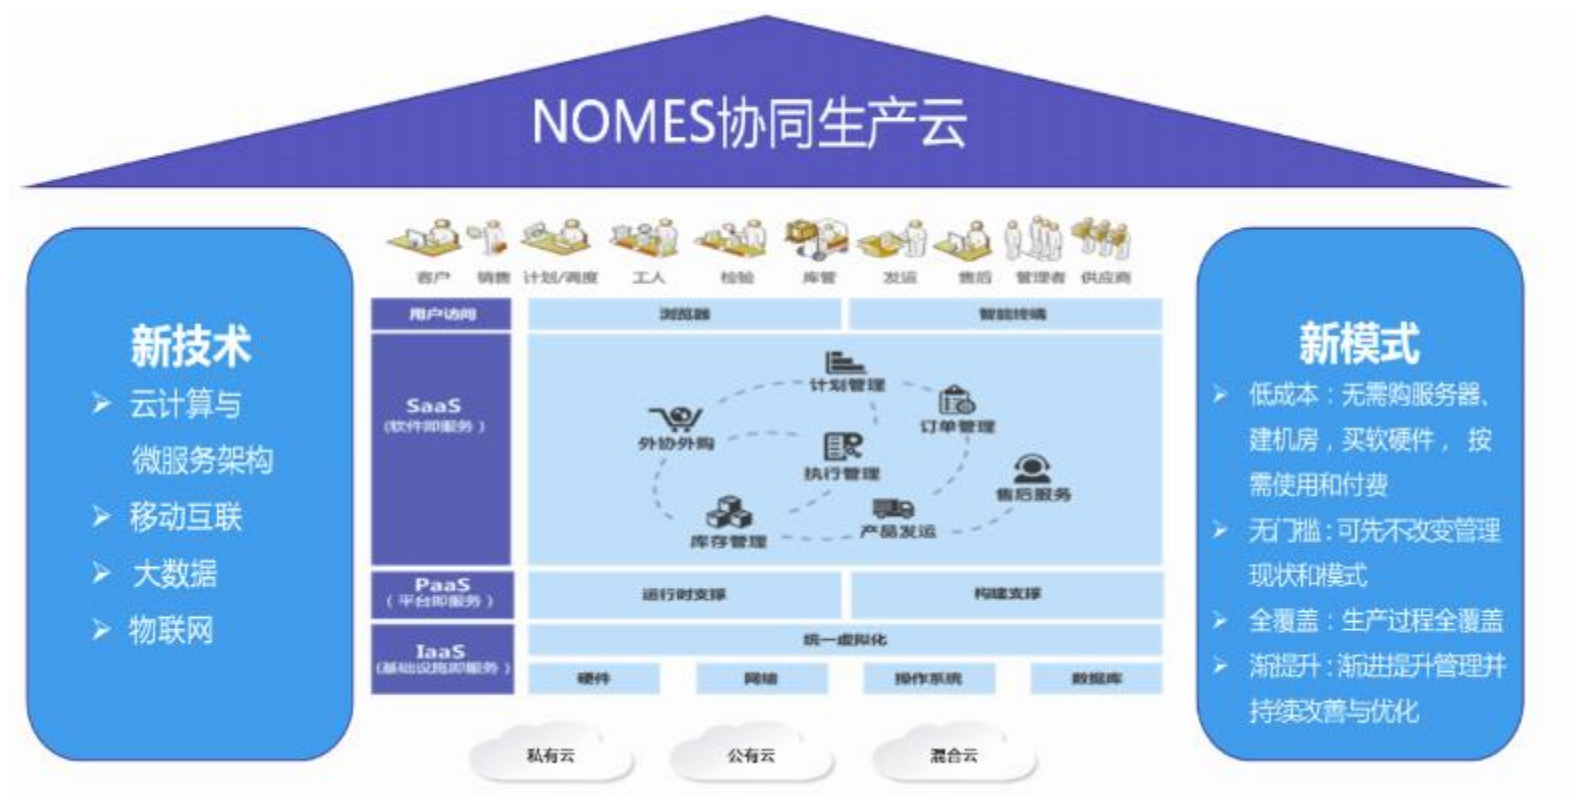 NOMES协同生产云
新技术
➢ 云计算与
微服务架构
➢ 移动互联
➢ 大数据
➢ 物联网
客户 销售 计划/调度 工人 检验 库管 发运 售后 管理者 供应商
用户访问 浏览器 智能终端
SaaS
(软件即服务)
计划管理
订单管理
外协外购
执行管理
售后服务
产品发运
库存管理
PaaS
(平台即服务)
运行时支撑 构建支撑
IaaS
(基础设施即服务)
统一虚拟化
硬件 网络 操作系统 数据库
私有云 公有云 混合云
新模式
➢ 低成本：无需购服务器、
建机房，买软硬件， 按
需使用和付费
➢ 无门槛：可先不改变管理
现状和模式
➢ 全覆盖：生产过程全覆盖
➢ 渐提升：渐进提升管理并
持续改善与优化